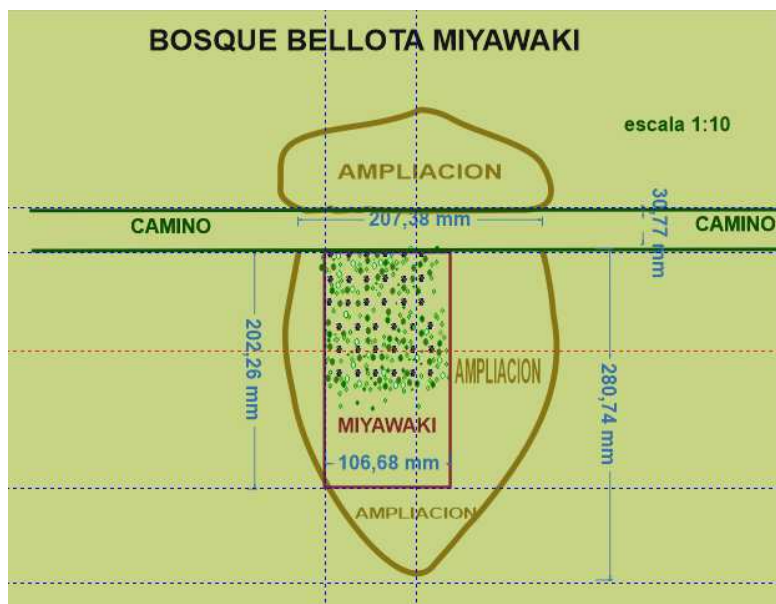 BOSQUE BELLOTA MIYAWAKI
escala 1:10
AMPLIACION
CAMINO
207,38 mm
30,77 mm
CAMINO
202,26 mm
AMPLIACION
280,74 mm
MIYAWAKI
106,68 mm
AMPLIACION